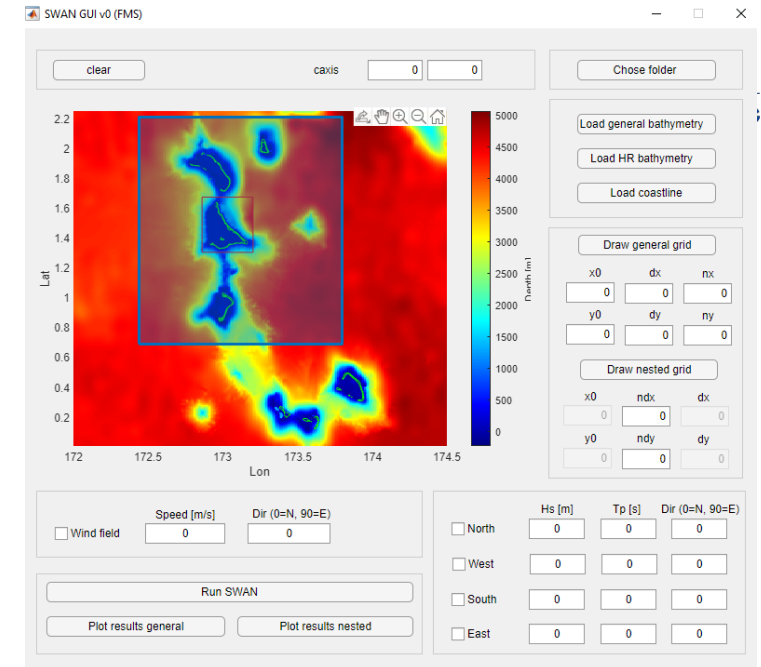 SWAN GUI v0 (FMS)
clear
caxis
0 0
Chose folder
Load general bathymetry
Load HR bathymetry
Load coastline
2.2
2
1.8
1.6
1.4
1.2
1
0.8
0.6
0.4
0.2
Lat
172 172.5 173 173.5 174 174.5
Lon
5000
4500
4000
3500
3000
2500
2000
1500
1000
500
0
Depth [m]
Draw general grid
x0 dx nx
0 0 0
y0 dy ny
0 0 0
Draw nested grid
x0 ndx dx
0 0 0
y0 ndy dy
0 0 0
Speed [m/s] Dir (0=N, 90=E)
Wind field 0 0
Run SWAN
Plot results general Plot results nested
Hs [m] Tp [s] Dir (0=N, 90=E)
North 0 0 0
West 0 0 0
South 0 0 0
East 0 0 0